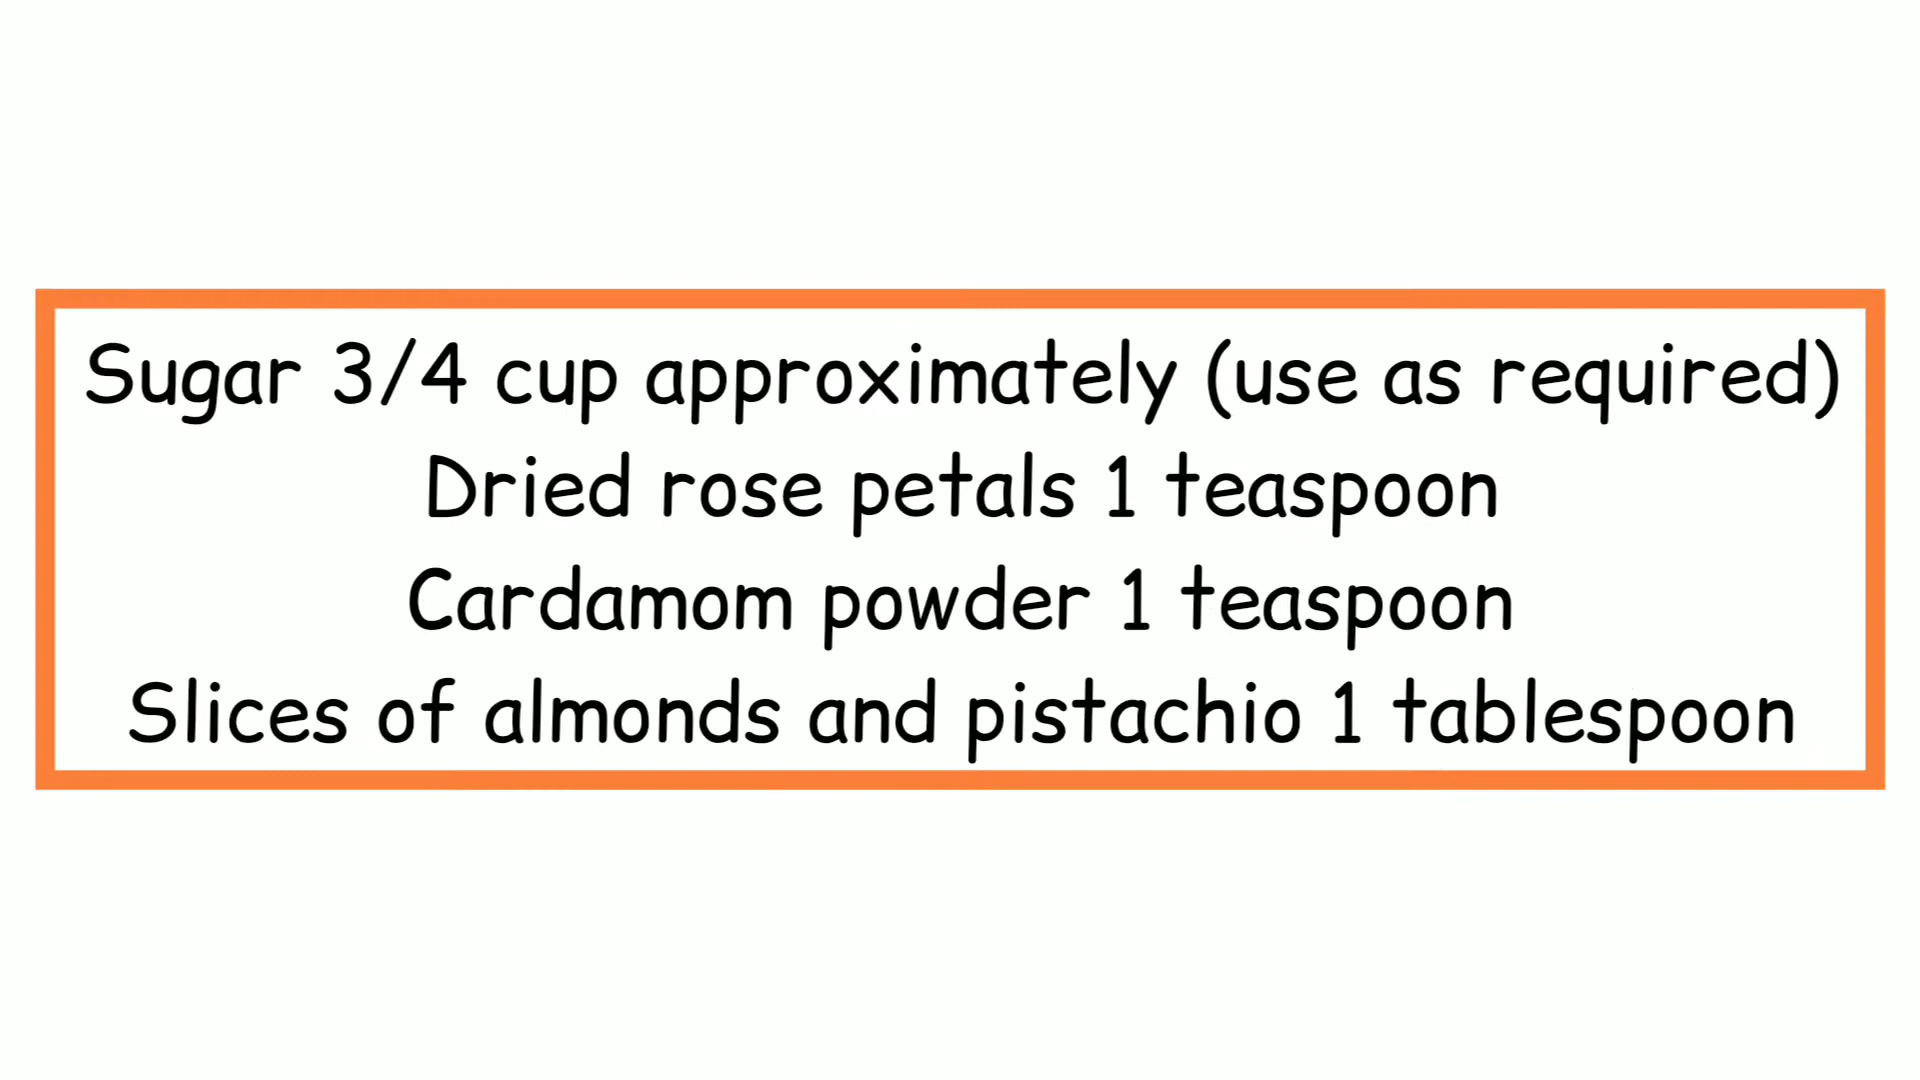 Sugar 3/4 cup approximately (use as required)
Dried rose petals 1 teaspoon
Cardamom powder 1 teaspoon
Slices of almonds and pistachio 1 tablespoon